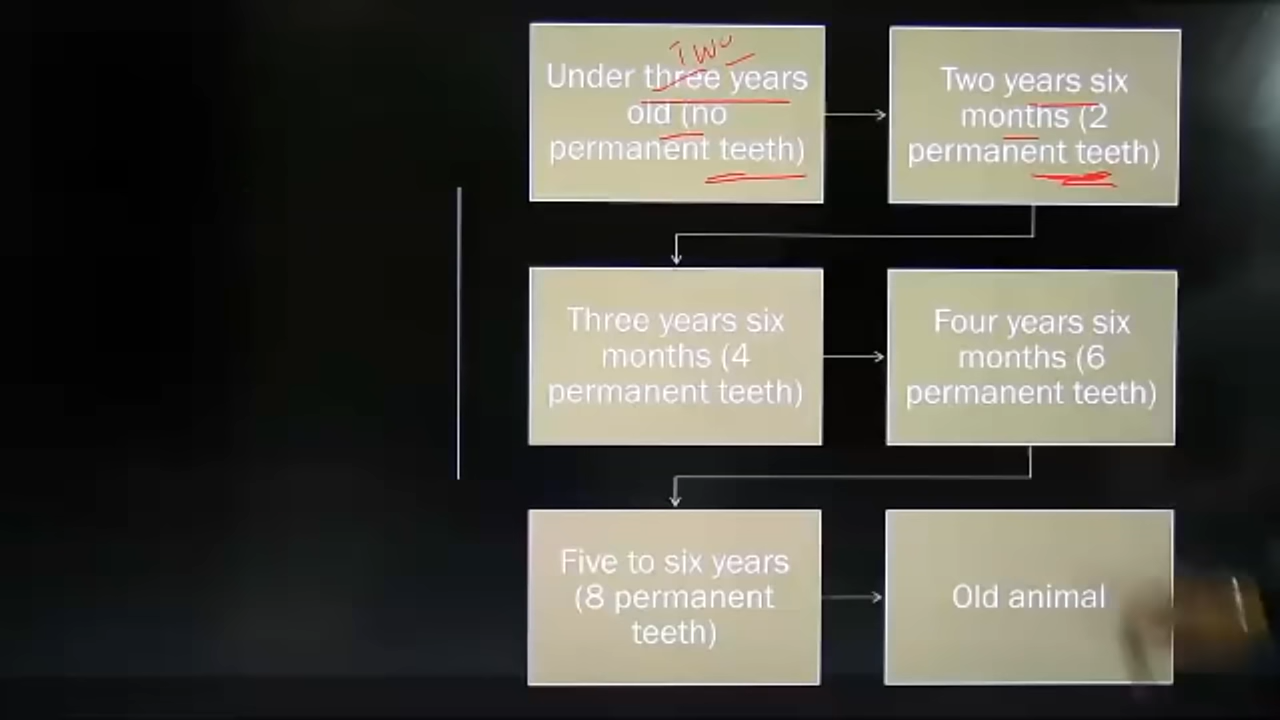 TWO
Under three years
old (no
permanent teeth)
Two years six
months (2
permanent teeth)
Three years six
months (4
permanent teeth)
Four years six
months (6
permanent teeth)
Five to six years
(8 permanent
teeth)
Old animal